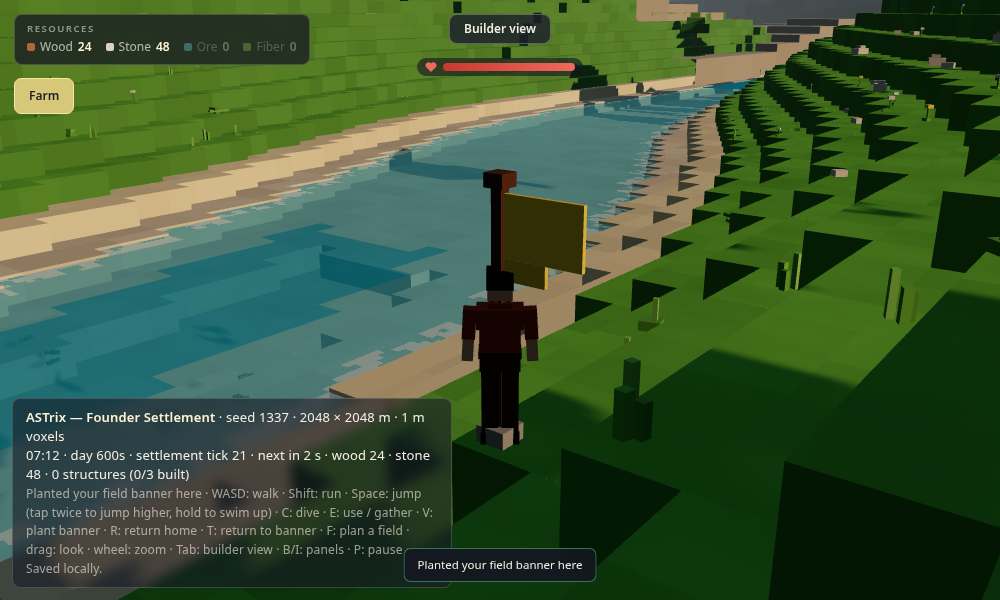 RESOURCES
Wood 24 Stone 48 Ore 0 Fiber 0
Builder view
Farm
ASTrix — Founder Settlement · seed 1337 · 2048 × 2048 m · 1 m
voxels
07:12 · day 600s · settlement tick 21 · next in 2 s · wood 24 · stone
48 · 0 structures (0/3 built)
Planted your field banner here · WASD: walk · Shift: run · Space: jump
(tap twice to jump higher, hold to swim up) · C: dive · E: use / gather · V:
plant banner · R: return home · T: return to banner · F: plan a field ·
drag: look · wheel: zoom · Tab: builder view · B/I: panels · P: pause
Saved locally.
Planted your field banner here